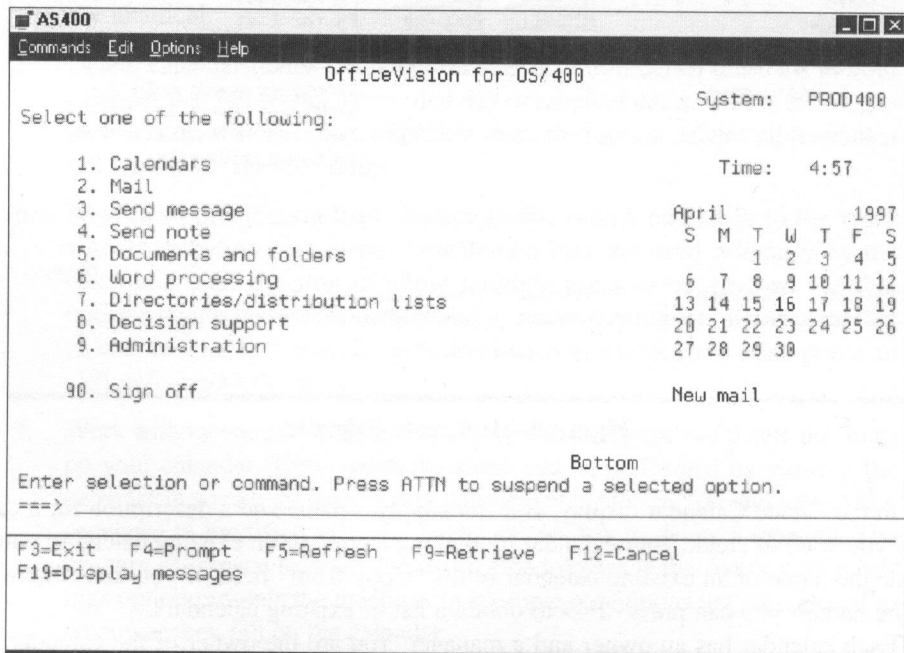 AS400
Commands Edit Options Help
OfficeVision for OS/400
System: PROD400
Select one of the following:
1. Calendars
Time: 4:57
2. Mail
3. Send message
April 1997
4. Send note
S M T W T F S
5. Documents and folders
1 2 3 4 5
6. Word processing
6 7 8 9 10 11 12
7. Directories/distribution lists
13 14 15 16 17 18 19
8. Decision support
20 21 22 23 24 25 26
9. Administration
27 28 29 30
90. Sign off
New mail
Bottom
Enter selection or command. Press ATTN to suspend a selected option.
===>
F3=Exit F4=Prompt F5=Refresh F9=Retrieve F12=Cancel
F19=Display messages